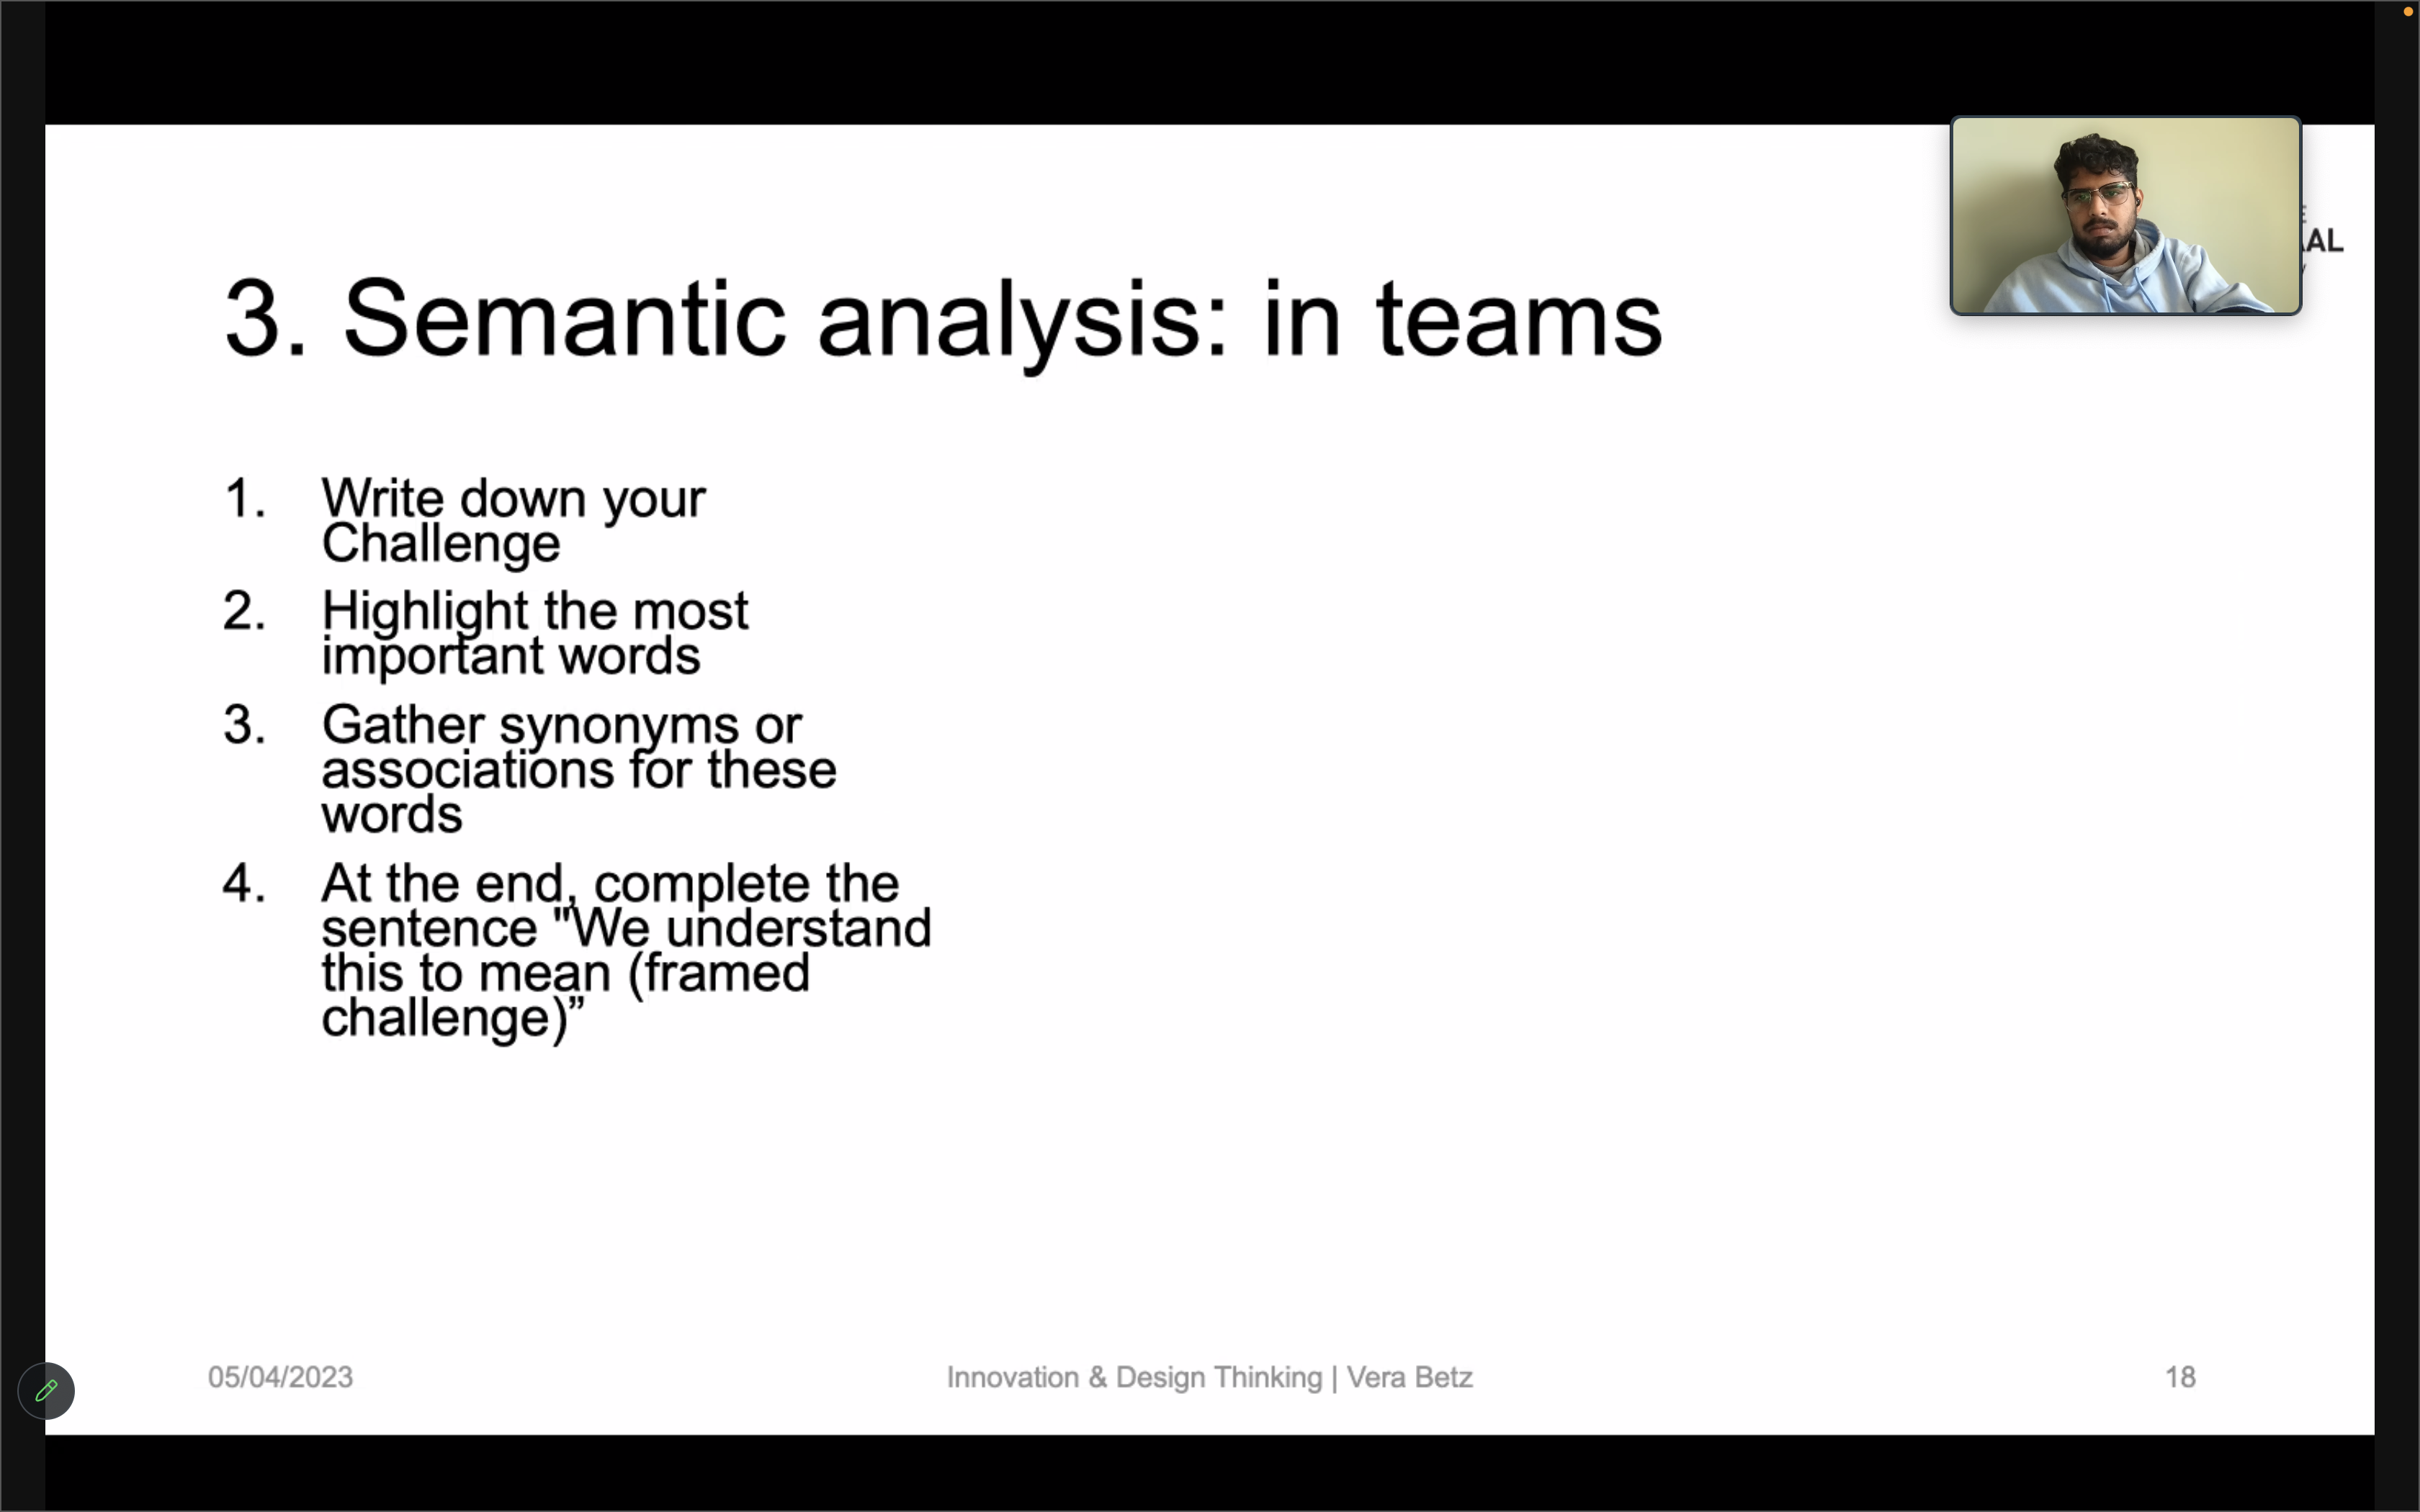 AL
3. Semantic analysis: in teams
1. Write down your
Challenge
2. Highlight the most
important words
3. Gather synonyms or
associations for these
words
4. At the end, complete the
sentence "We understand
this to mean (framed
challenge)”
05/04/2023
Innovation & Design Thinking | Vera Betz
18